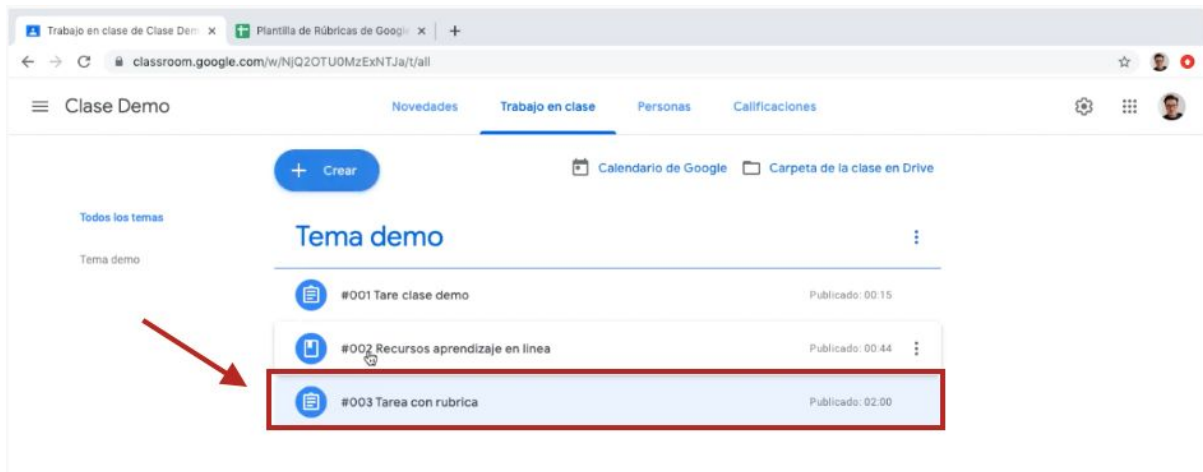 Trabajo en clase de Clase Dem
Plantilla de Rúbricas de Google
classroom.google.com/w/NjQ2OTU0MzExNTJa/t/all
Clase Demo
Novedades Trabajo en clase Personas Calificaciones
Crear
Calendario de Google Carpeta de la clase en Drive
Todos los temas
Tema demo
Tema demo
#001 Tare clase demo Publicado: 00:15
#002 Recursos aprendizaje en linea Publicado: 00:44
#003 Tarea con rubrica Publicado: 02:00